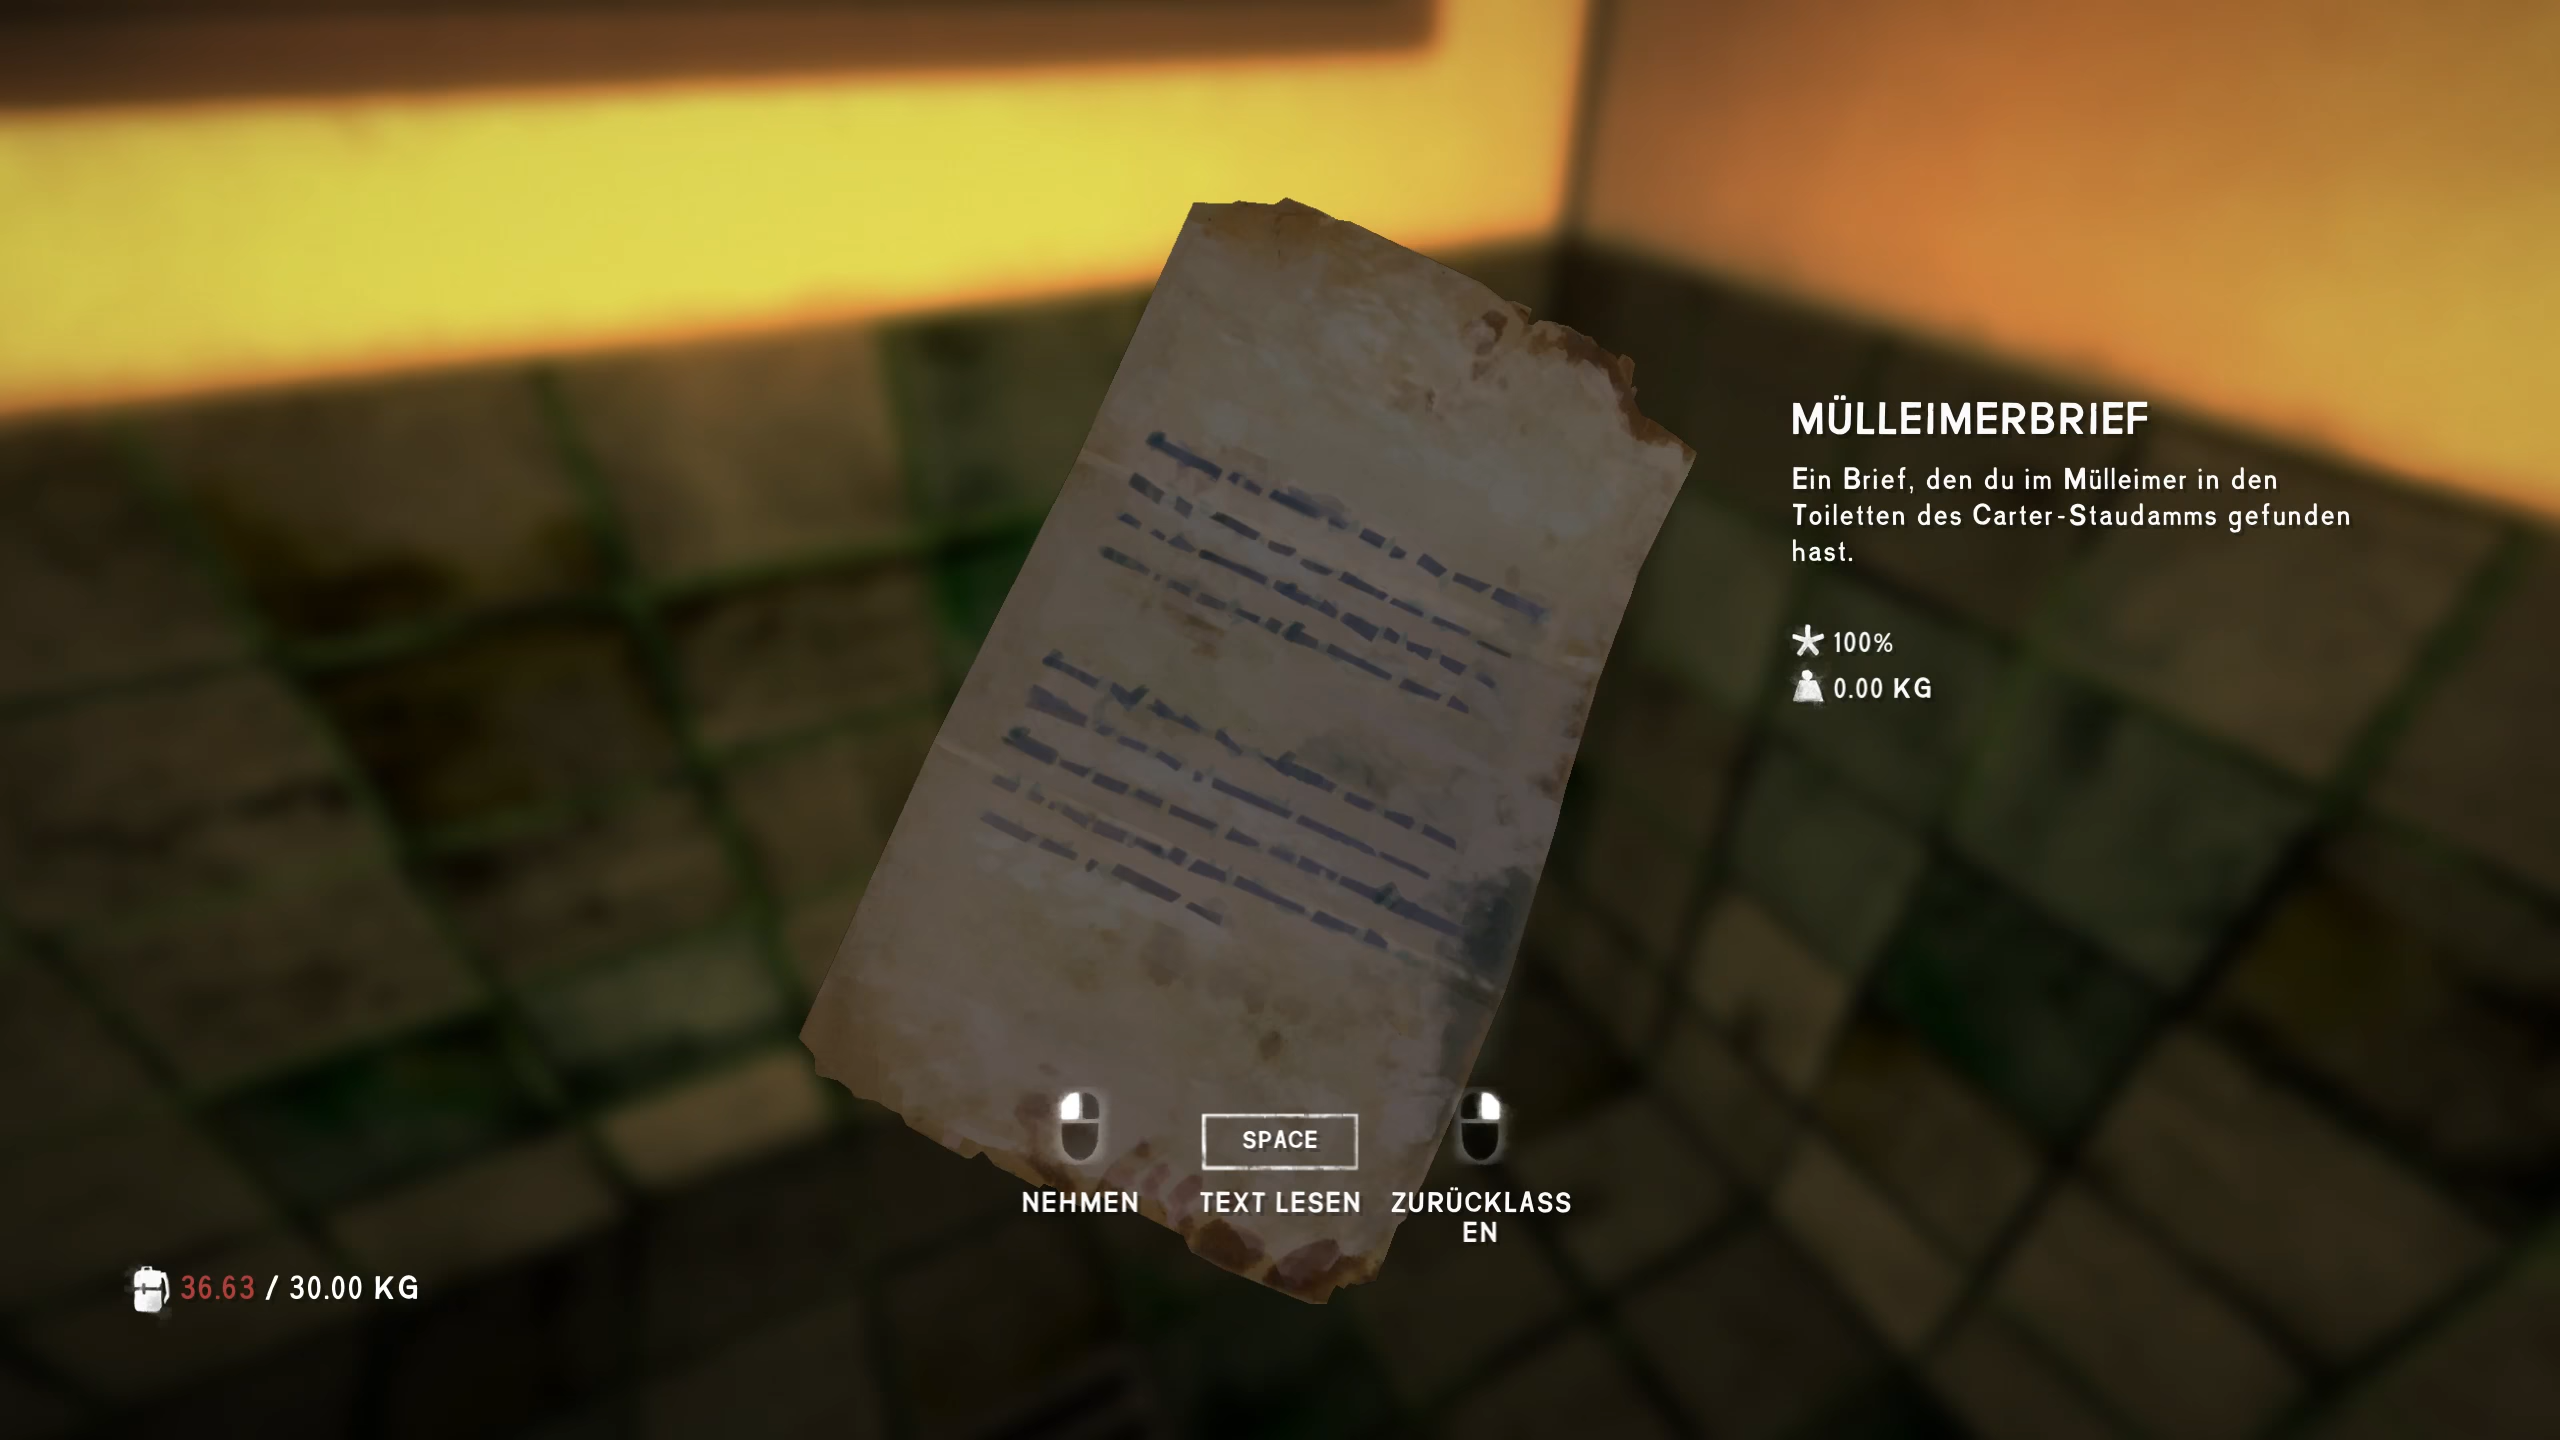 MÜLLEIMERBRIEF
Ein Brief, den du im Mülleimer in den
Toiletten des Carter-Staudamms gefunden
hast.
100%
0.00 KG
SPACE
NEHMEN
TEXT LESEN
ZURÜCKLASS
EN
36.63 / 30.00 KG